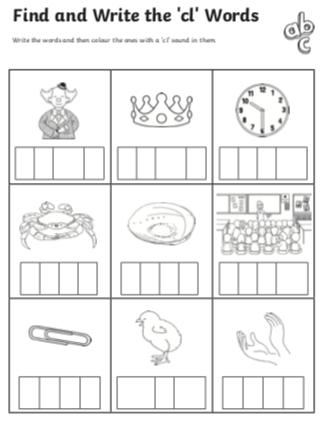 Find and Write the 'cl' Words
abc
Write the words and then colour the ones with a 'cl' sound in them.